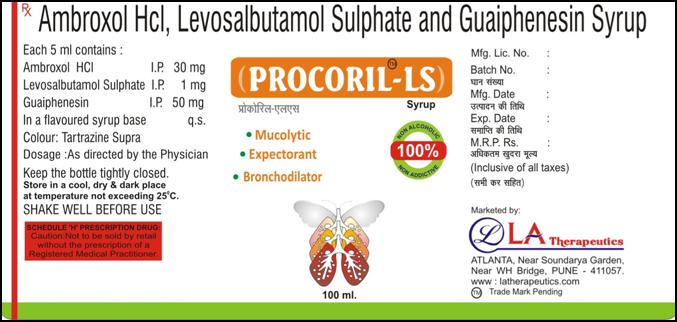 Rx Ambroxol Hcl, Levosalbutamol Sulphate and Guaiphenesin Syrup
Each 5 ml contains :
Ambroxol HCl I.P. 30 mg
Levosalbutamol Sulphate I.P. 1 mg
Guaiphenesin I.P. 50 mg
In a flavoured syrup base q.s.
Colour: Tartrazine Supra
Dosage :As directed by the Physician
Keep the bottle tightly closed.
Store in a cool, dry & dark place
at temperature not exceeding 25°C.
SHAKE WELL BEFORE USE
SCHEDULE 'H' PRESCRIPTION DRUG:
Caution:Not to be sold by retail
without the prescription of a
Registered Medical Practitioner.
TM
(PROCORIL-LS)
प्रोकोरिल-एलएस Syrup
• Mucolytic
• Expectorant
• Bronchodilator
NON ALCOHOLIC
100%
NON ADDICTIVE
100 ml.
Mfg. Lic. No. :
Batch No. :
घान संख्या
Mfg. Date :
उत्पादन की तिथि
Exp. Date :
समाप्ति की तिथि
M.R.P. Rs. :
अधिकतम खुदरा मूल्य
(Inclusive of all taxes)
(सभी कर सहित)
Marketed by:
L LA Therapeutics
ATLANTA, Near Soundarya Garden,
Near WH Bridge, PUNE - 411057.
www : latherapeutics.com
TM Trade Mark Pending